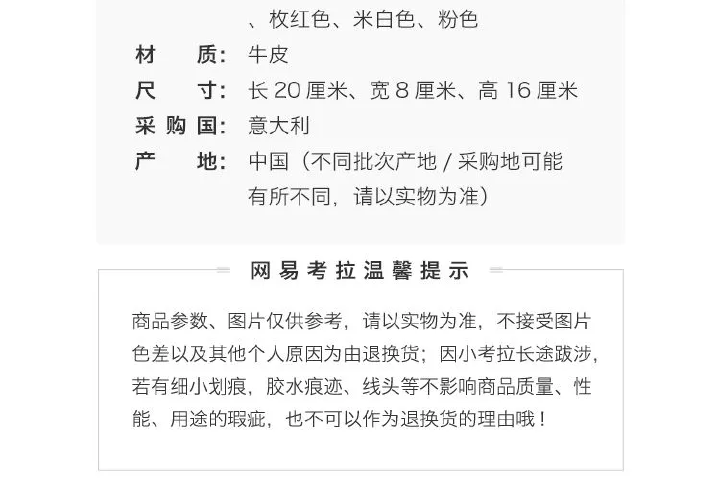 、枚红色、米白色、粉色
材 质：牛皮
尺 寸：长 20 厘米、宽 8 厘米、高 16 厘米
采 购 国：意大利
产 地：中国（不同批次产地 / 采购地可能
有所不同，请以实物为准）
网易考拉温馨提示
商品参数、图片仅供参考，请以实物为准，不接受图片
色差以及其他个人原因为由退换货；因小考拉长途跋涉，
若有细小划痕，胶水痕迹、线头等不影响商品质量、性
能、用途的瑕疵，也不可以作为退换货的理由哦！